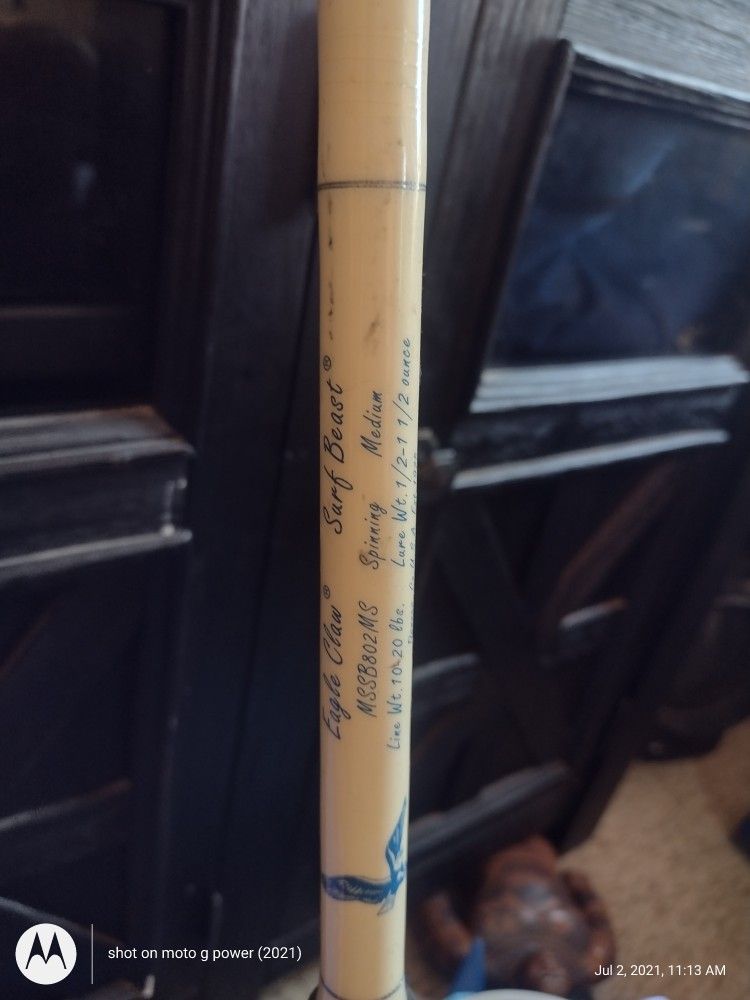 Eagle Claw® Surf Beast®
MSSB802MS Spinning Medium
Line Wt. 10-20 lbs. Lure Wt. 1/2-1 1/2 ounce
shot on moto g power (2021)
Jul 2, 2021, 11:13 AM